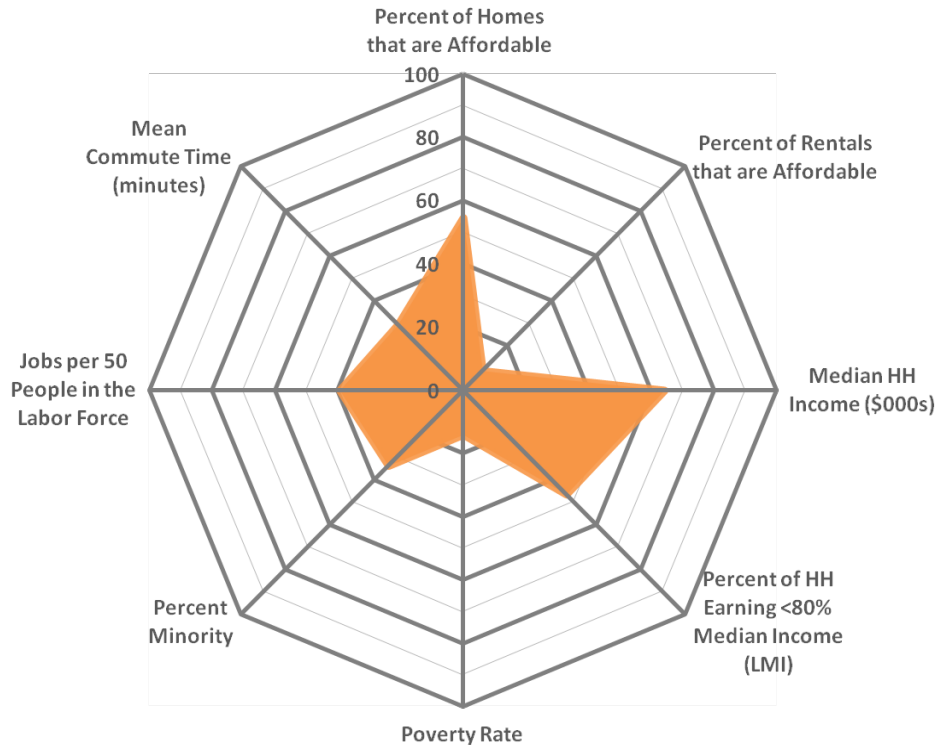 Percent of Homes
that are Affordable
100
80
60
40
20
0
Percent of Rentals
that are Affordable
Median HH
Income ($000s)
Percent of HH
Earning <80%
Median Income
(LMI)
Poverty Rate
Percent
Minority
Jobs per 50
People in the
Labor Force
Mean
Commute Time
(minutes)